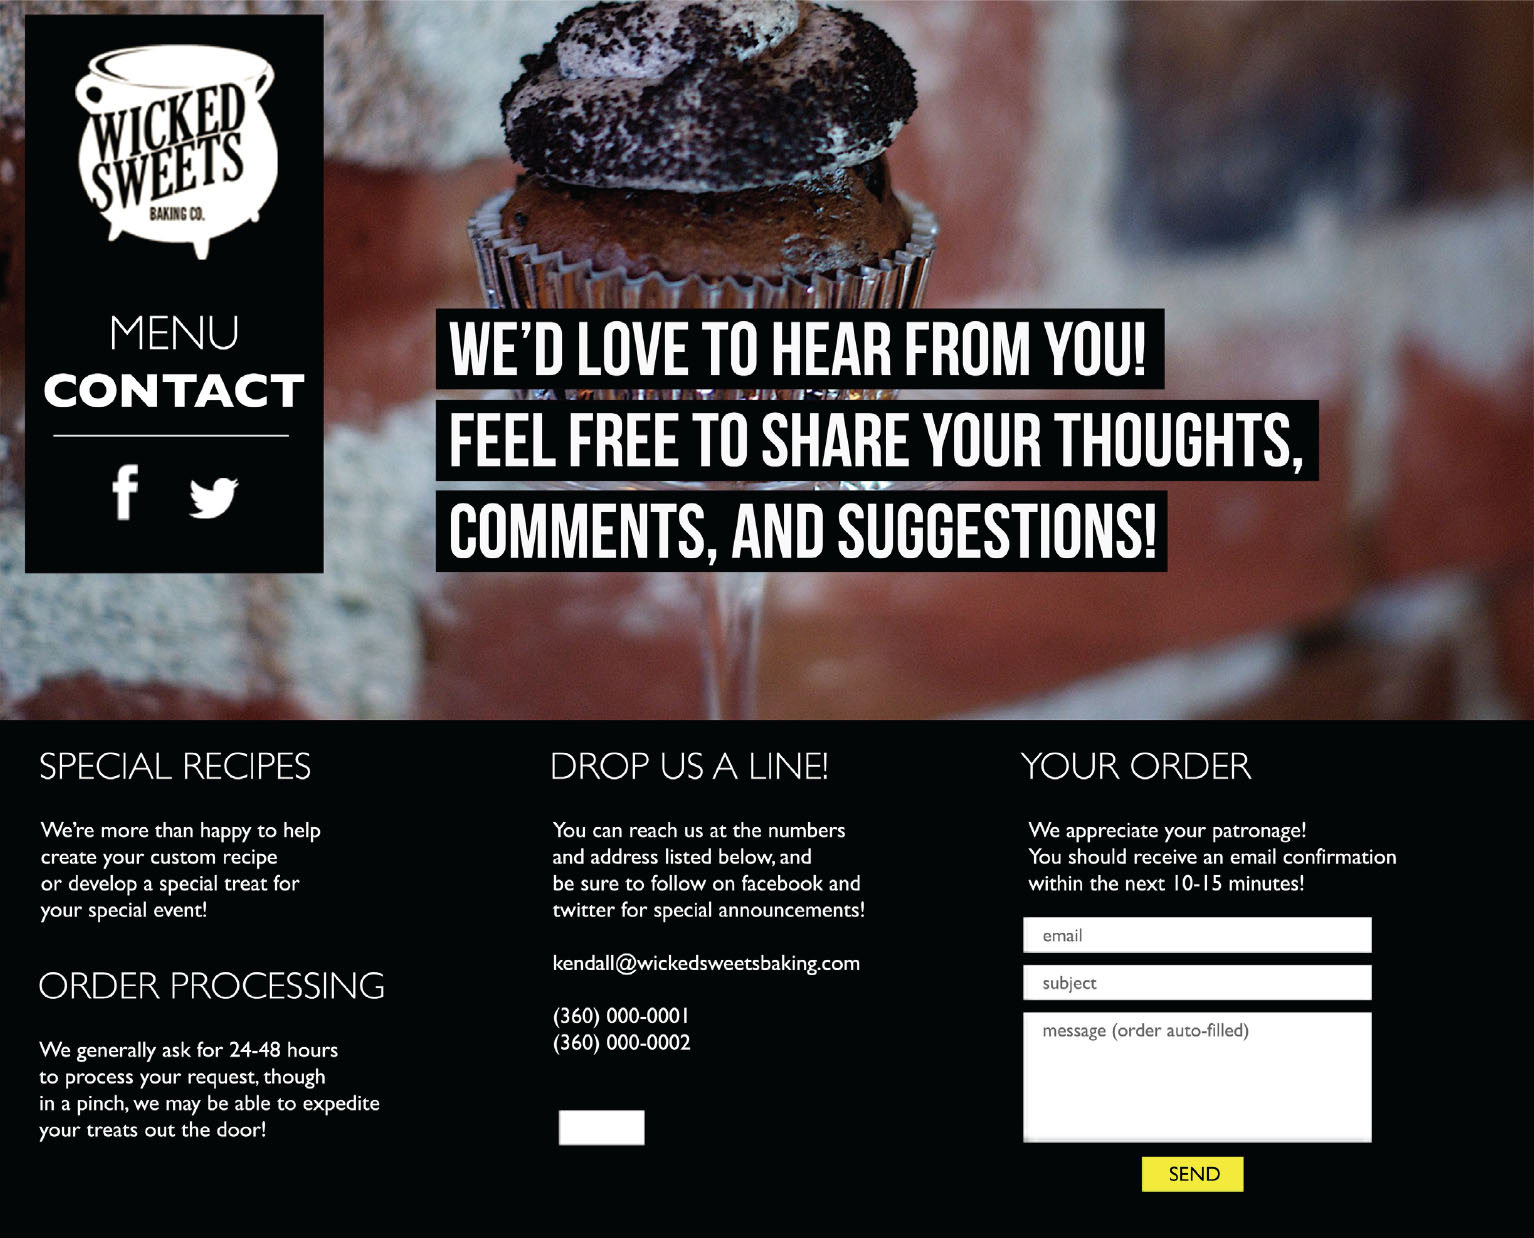 WICKED
SWEETS
BAKING CO.
MENU
CONTACT
f
WE'D LOVE TO HEAR FROM YOU!
FEEL FREE TO SHARE YOUR THOUGHTS,
COMMENTS, AND SUGGESTIONS!
SPECIAL RECIPES
We're more than happy to help
create your custom recipe
or develop a special treat for
your special event!
ORDER PROCESSING
We generally ask for 24-48 hours
to process your request, though
in a pinch, we may be able to expedite
your treats out the door!
DROP US A LINE!
You can reach us at the numbers
and address listed below, and
be sure to follow on facebook and
twitter for special announcements!
kendall@wickedsweetsbaking.com
(360) 000-0001
(360) 000-0002
YOUR ORDER
We appreciate your patronage!
You should receive an email confirmation
within the next 10-15 minutes!
email
subject
message (order auto-filled)
SEND